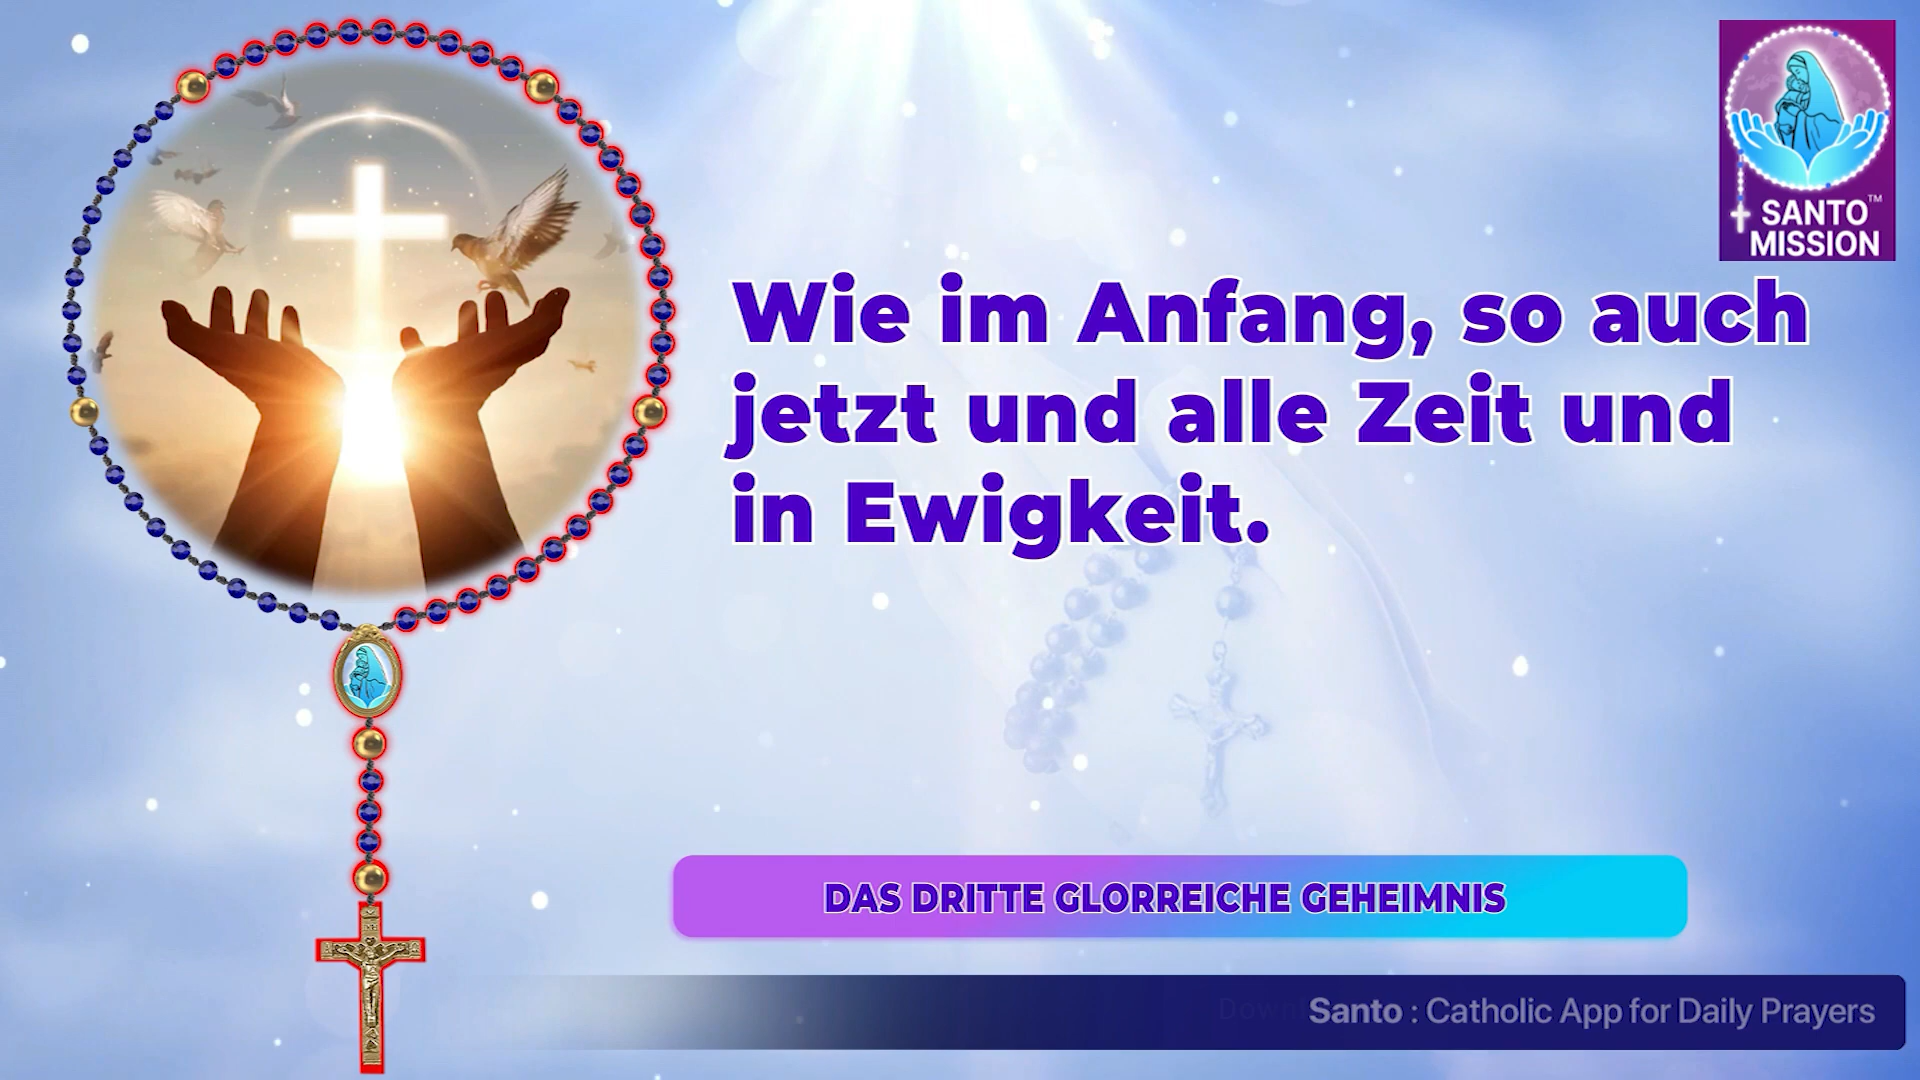 SANTO™
MISSION
Wie im Anfang, so auch
jetzt und alle Zeit und
in Ewigkeit.
DAS DRITTE GLORREICHE GEHEIMNIS
Santo : Catholic App for Daily Prayers